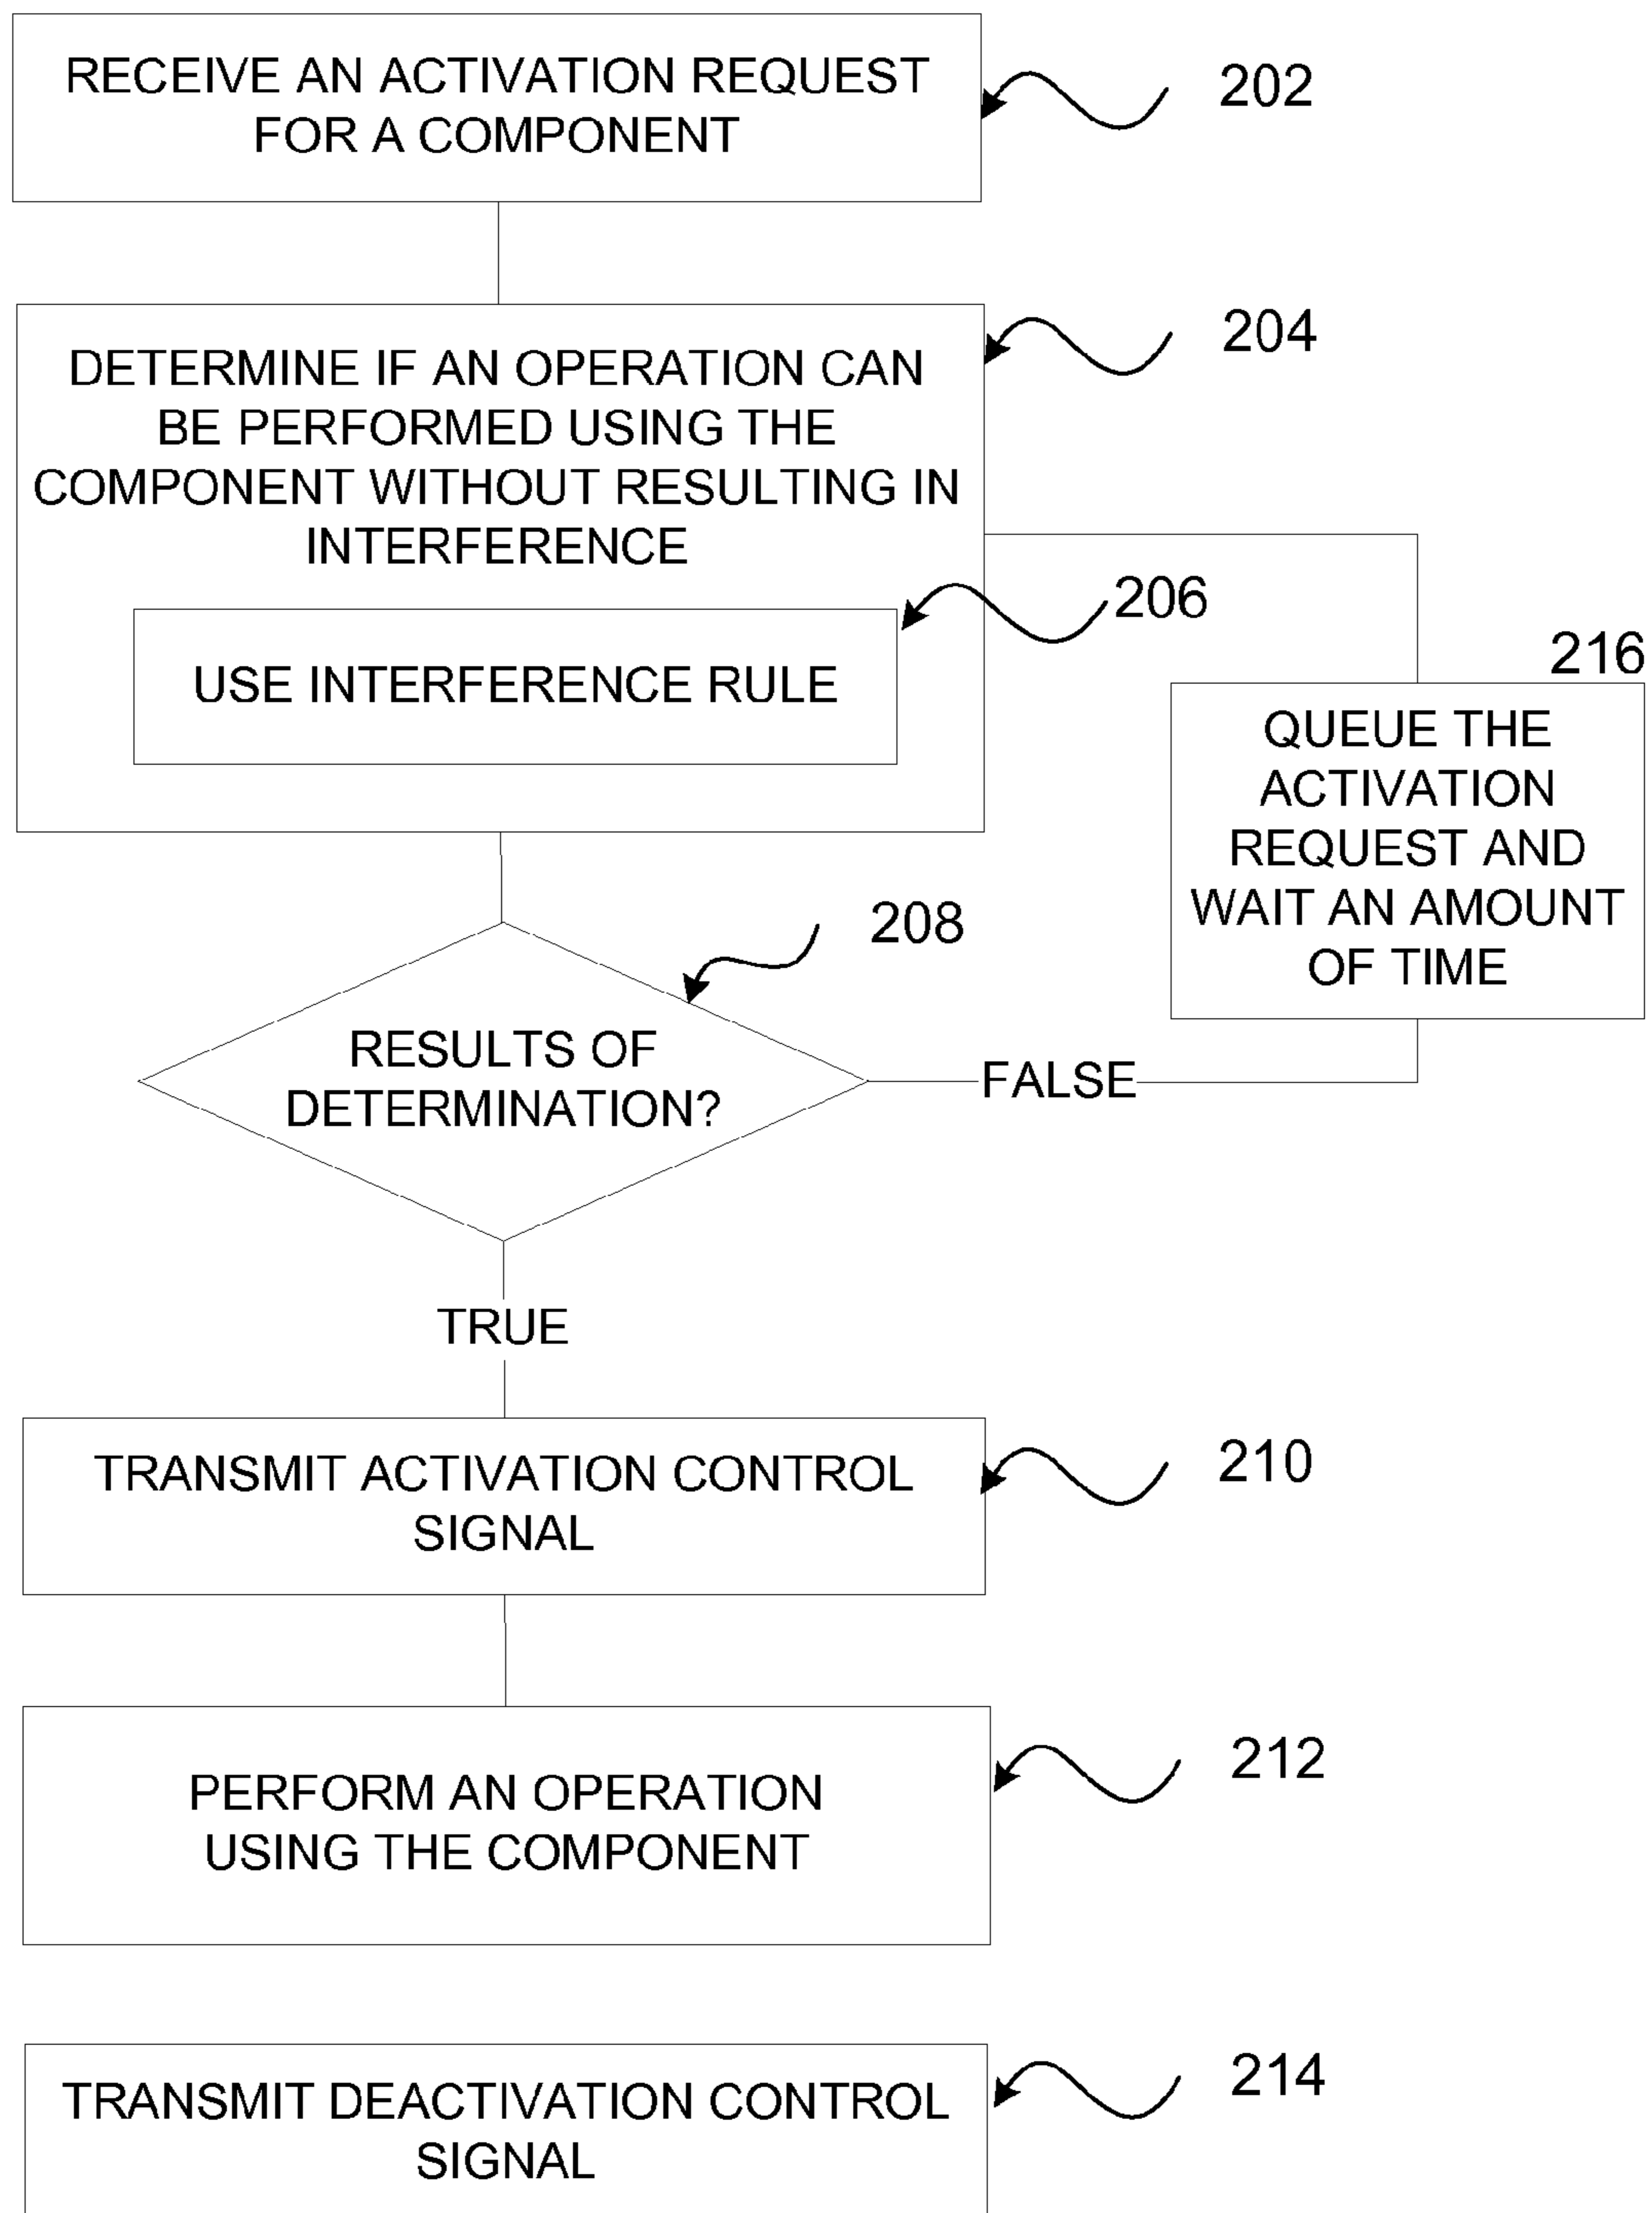 RECEIVE AN ACTIVATION REQUEST
FOR A COMPONENT
202
DETERMINE IF AN OPERATION CAN
BE PERFORMED USING THE
COMPONENT WITHOUT RESULTING IN
INTERFERENCE
204
USE INTERFERENCE RULE
206
216
QUEUE THE
ACTIVATION
REQUEST AND
WAIT AN AMOUNT
OF TIME
208
RESULTS OF
DETERMINATION?
FALSE
TRUE
TRANSMIT ACTIVATION CONTROL
SIGNAL
210
PERFORM AN OPERATION
USING THE COMPONENT
212
TRANSMIT DEACTIVATION CONTROL
SIGNAL
214